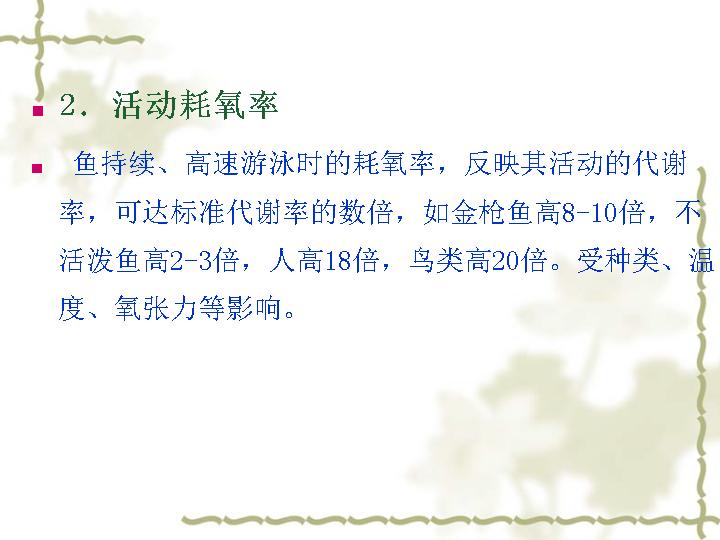 2．活动耗氧率
鱼持续、高速游泳时的耗氧率，反映其活动的代谢
率，可达标准代谢率的数倍，如金枪鱼高8-10倍，不
活泼鱼高2-3倍，人高18倍，鸟类高20倍。受种类、温
度、氧张力等影响。